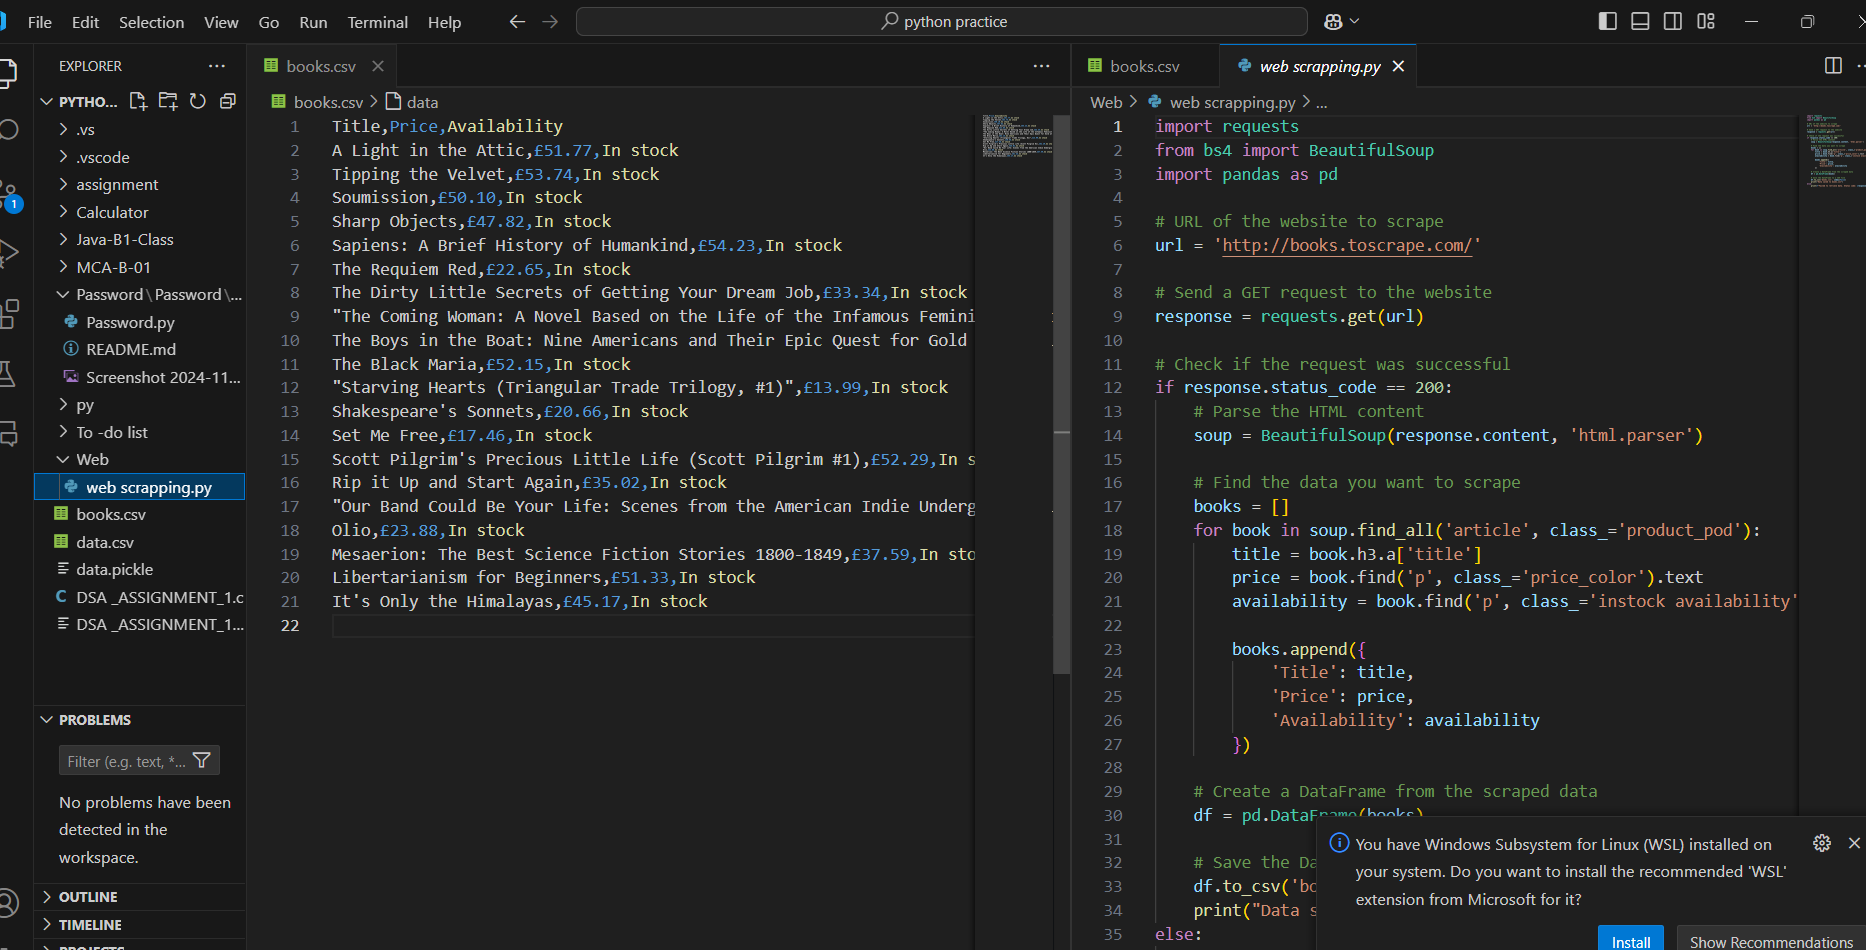 File Edit Selection View Go Run Terminal Help
python practice
EXPLORER
PYTHO...
.vs
.vscode
assignment
Calculator
Java-B1-Class
MCA-B-01
Password\Password\...
Password.py
README.md
Screenshot 2024-11...
py
To -do list
Web
web scrapping.py
books.csv
data.csv
data.pickle
C DSA _ASSIGNMENT_1.c
DSA _ASSIGNMENT_1...
1
PROBLEMS
Filter (e.g. text, *...
No problems have been
detected in the
workspace.
OUTLINE
TIMELINE
PROJECTS
books.csv
books.csv > data
1 Title,Price,Availability
2 A Light in the Attic,£51.77,In stock
3 Tipping the Velvet,£53.74,In stock
4 Soumission,£50.10,In stock
5 Sharp Objects,£47.82,In stock
6 Sapiens: A Brief History of Humankind,£54.23,In stock
7 The Requiem Red,£22.65,In stock
8 The Dirty Little Secrets of Getting Your Dream Job,£33.34,In stock
9 "The Coming Woman: A Novel Based on the Life of the Infamous Femini
10 The Boys in the Boat: Nine Americans and Their Epic Quest for Gold
11 The Black Maria,£52.15,In stock
12 "Starving Hearts (Triangular Trade Trilogy, #1)",£13.99,In stock
13 Shakespeare's Sonnets,£20.66,In stock
14 Set Me Free,£17.46,In stock
15 Scott Pilgrim's Precious Little Life (Scott Pilgrim #1),£52.29,In s
16 Rip it Up and Start Again,£35.02,In stock
17 "Our Band Could Be Your Life: Scenes from the American Indie Underg
18 Olio,£23.88,In stock
19 Mesaerion: The Best Science Fiction Stories 1800-1849,£37.59,In sto
20 Libertarianism for Beginners,£51.33,In stock
21 It's Only the Himalayas,£45.17,In stock
22
books.csv
web scrapping.py
Web > web scrapping.py > ...
1 import requests
2 from bs4 import BeautifulSoup
3 import pandas as pd
4
5 # URL of the website to scrape
6 url = 'http://books.toscrape.com/'
7
8 # Send a GET request to the website
9 response = requests.get(url)
10
11 # Check if the request was successful
12 if response.status_code == 200:
13 # Parse the HTML content
14 soup = BeautifulSoup(response.content, 'html.parser')
15
16 # Find the data you want to scrape
17 books = []
18 for book in soup.find_all('article', class_='product_pod'):
19 title = book.h3.a['title']
20 price = book.find('p', class_='price_color').text
21 availability = book.find('p', class_='instock availability'
22
23 books.append({
24 'Title': title,
25 'Price': price,
26 'Availability': availability
27 })
28
29 # Create a DataFrame from the scraped data
30 df = pd.DataFrame(books)
31
32 # Save the Da
33 df.to_csv('bo
34 print("Data s
35 else:
You have Windows Subsystem for Linux (WSL) installed on
your system. Do you want to install the recommended 'WSL'
extension from Microsoft for it?
Install
Show Recommendations